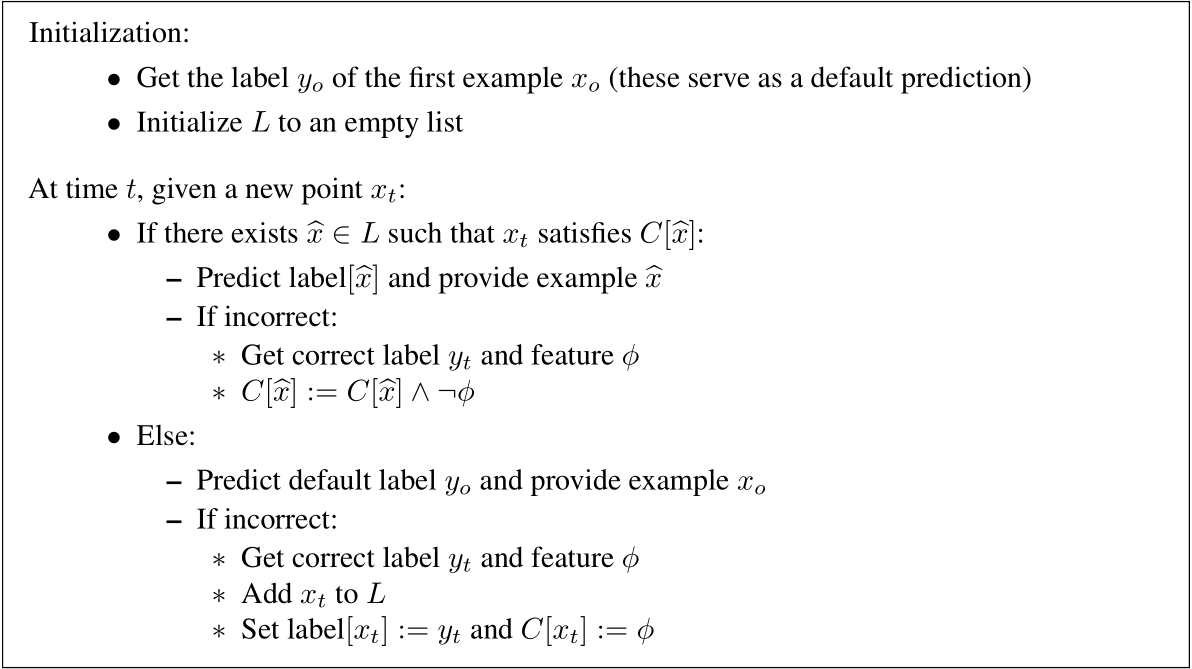 Initialization:
• Get the label $y_o$ of the first example $x_o$ (these serve as a default prediction)
• Initialize $L$ to an empty list
At time $t$, given a new point $x_t$:
• If there exists $\widehat{x} \in L$ such that $x_t$ satisfies $C[\widehat{x}]$:
– Predict label$[\widehat{x}]$ and provide example $\widehat{x}$
– If incorrect:
∗ Get correct label $y_t$ and feature $\phi$
∗ $C[\widehat{x}] := C[\widehat{x}] \wedge \neg\phi$
• Else:
– Predict default label $y_o$ and provide example $x_o$
– If incorrect:
∗ Get correct label $y_t$ and feature $\phi$
∗ Add $x_t$ to $L$
∗ Set label$[x_t] := y_t$ and $C[x_t] := \phi$